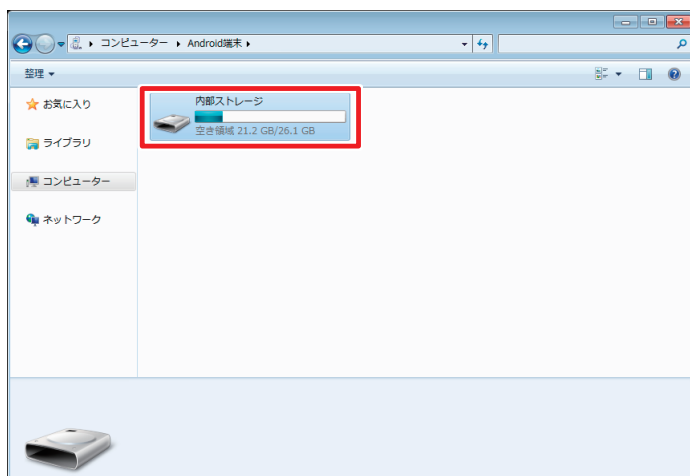 コンピューター ▸ Android端末 ▸
整理
お気に入り
ライブラリ
コンピューター
ネットワーク
内部ストレージ
空き領域 21.2 GB/26.1 GB